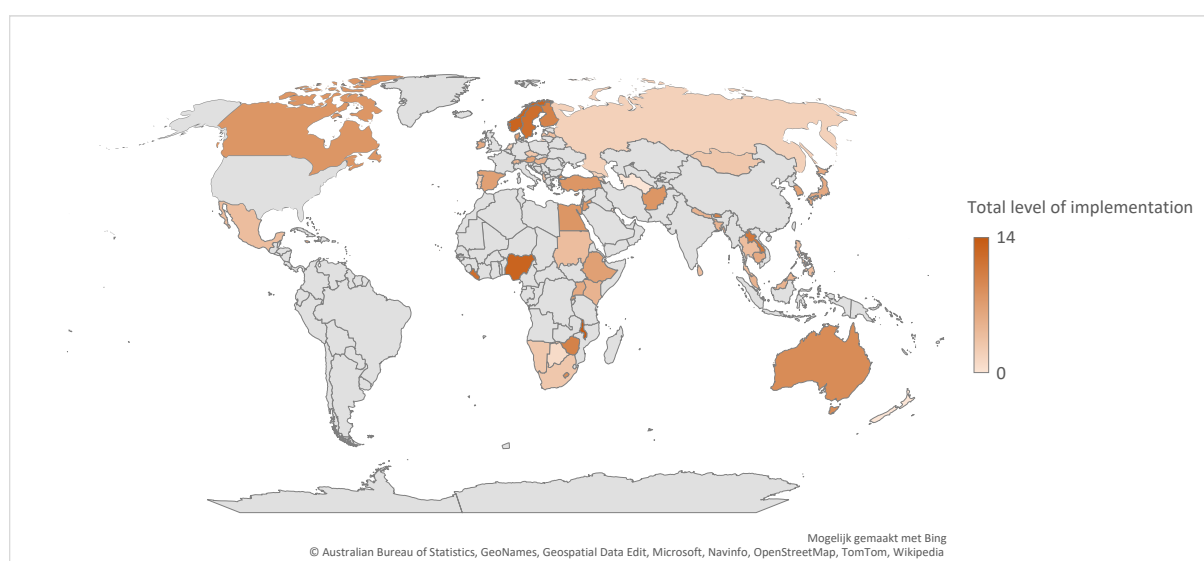 Total level of implementation
14
0
Mogelijk gemaakt met Bing
© Australian Bureau of Statistics, GeoNames, Geospatial Data Edit, Microsoft, Navinfo, OpenStreetMap, TomTom, Wikipedia